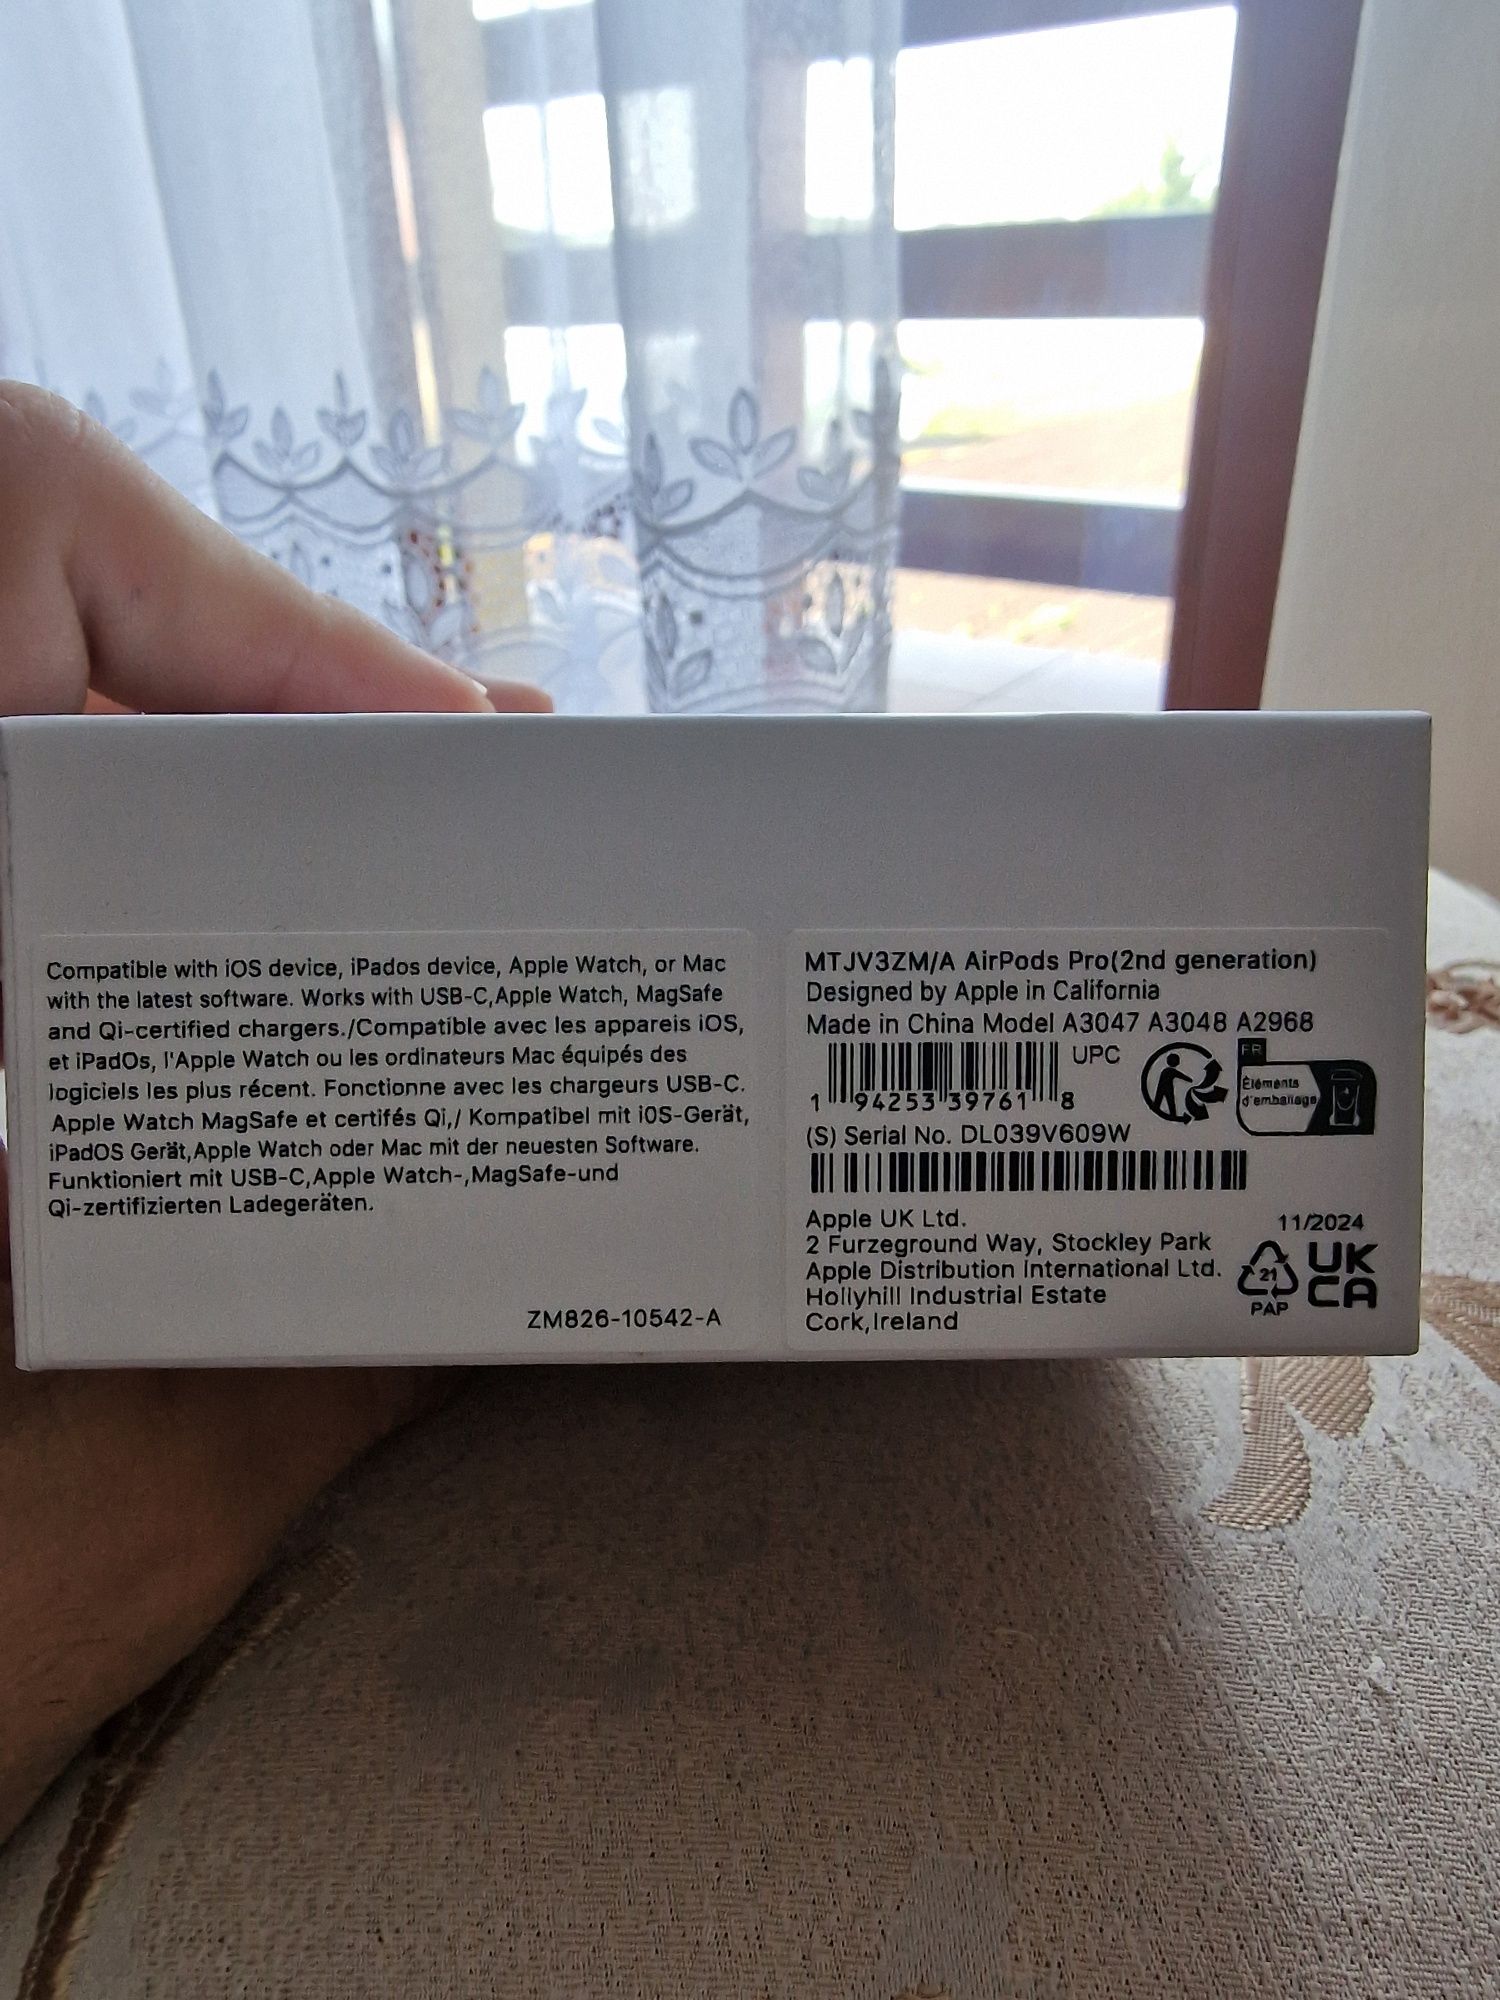 Compatible with iOS device, iPados device, Apple Watch, or Mac
with the latest software. Works with USB-C,Apple Watch, MagSafe
and Qi-certified chargers./Compatible avec les appareis iOS,
et iPadOs, l'Apple Watch ou les ordinateurs Mac équipés des
logiciels les plus récent. Fonctionne avec les chargeurs USB-C.
Apple Watch MagSafe et certifés Qi,/ Kompatibel mit iOS-Gerät,
iPadOS Gerät,Apple Watch oder Mac mit der neuesten Software.
Funktioniert mit USB-C,Apple Watch-,MagSafe-und
Qi-zertifizierten Ladegeräten.
ZM826-10542-A
MTJV3ZM/A AirPods Pro(2nd generation)
Designed by Apple in California
Made in China Model A3047 A3048 A2968
UPC
1 94253 39761 8
FR
Éléments
d'emballage
(S) Serial No. DL039V609W
Apple UK Ltd.
2 Furzeground Way, Stockley Park
Apple Distribution International Ltd.
Hollyhill Industrial Estate
Cork,Ireland
11/2024
21
PAP
UK
CA